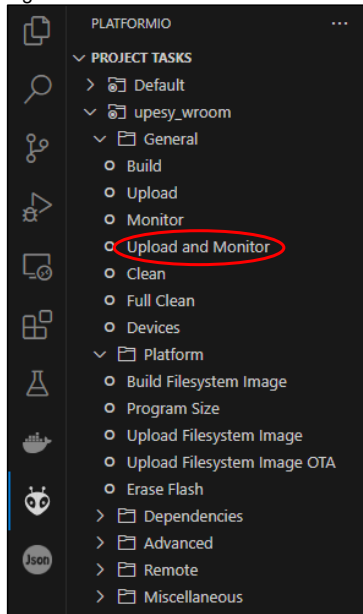 PLATFORMIO
PROJECT TASKS
Default
upesy_wroom
General
Build
Upload
Monitor
Upload and Monitor
Clean
Full Clean
Devices
Platform
Build Filesystem Image
Program Size
Upload Filesystem Image
Upload Filesystem Image OTA
Erase Flash
Dependencies
Advanced
Json
Remote
Miscellaneous